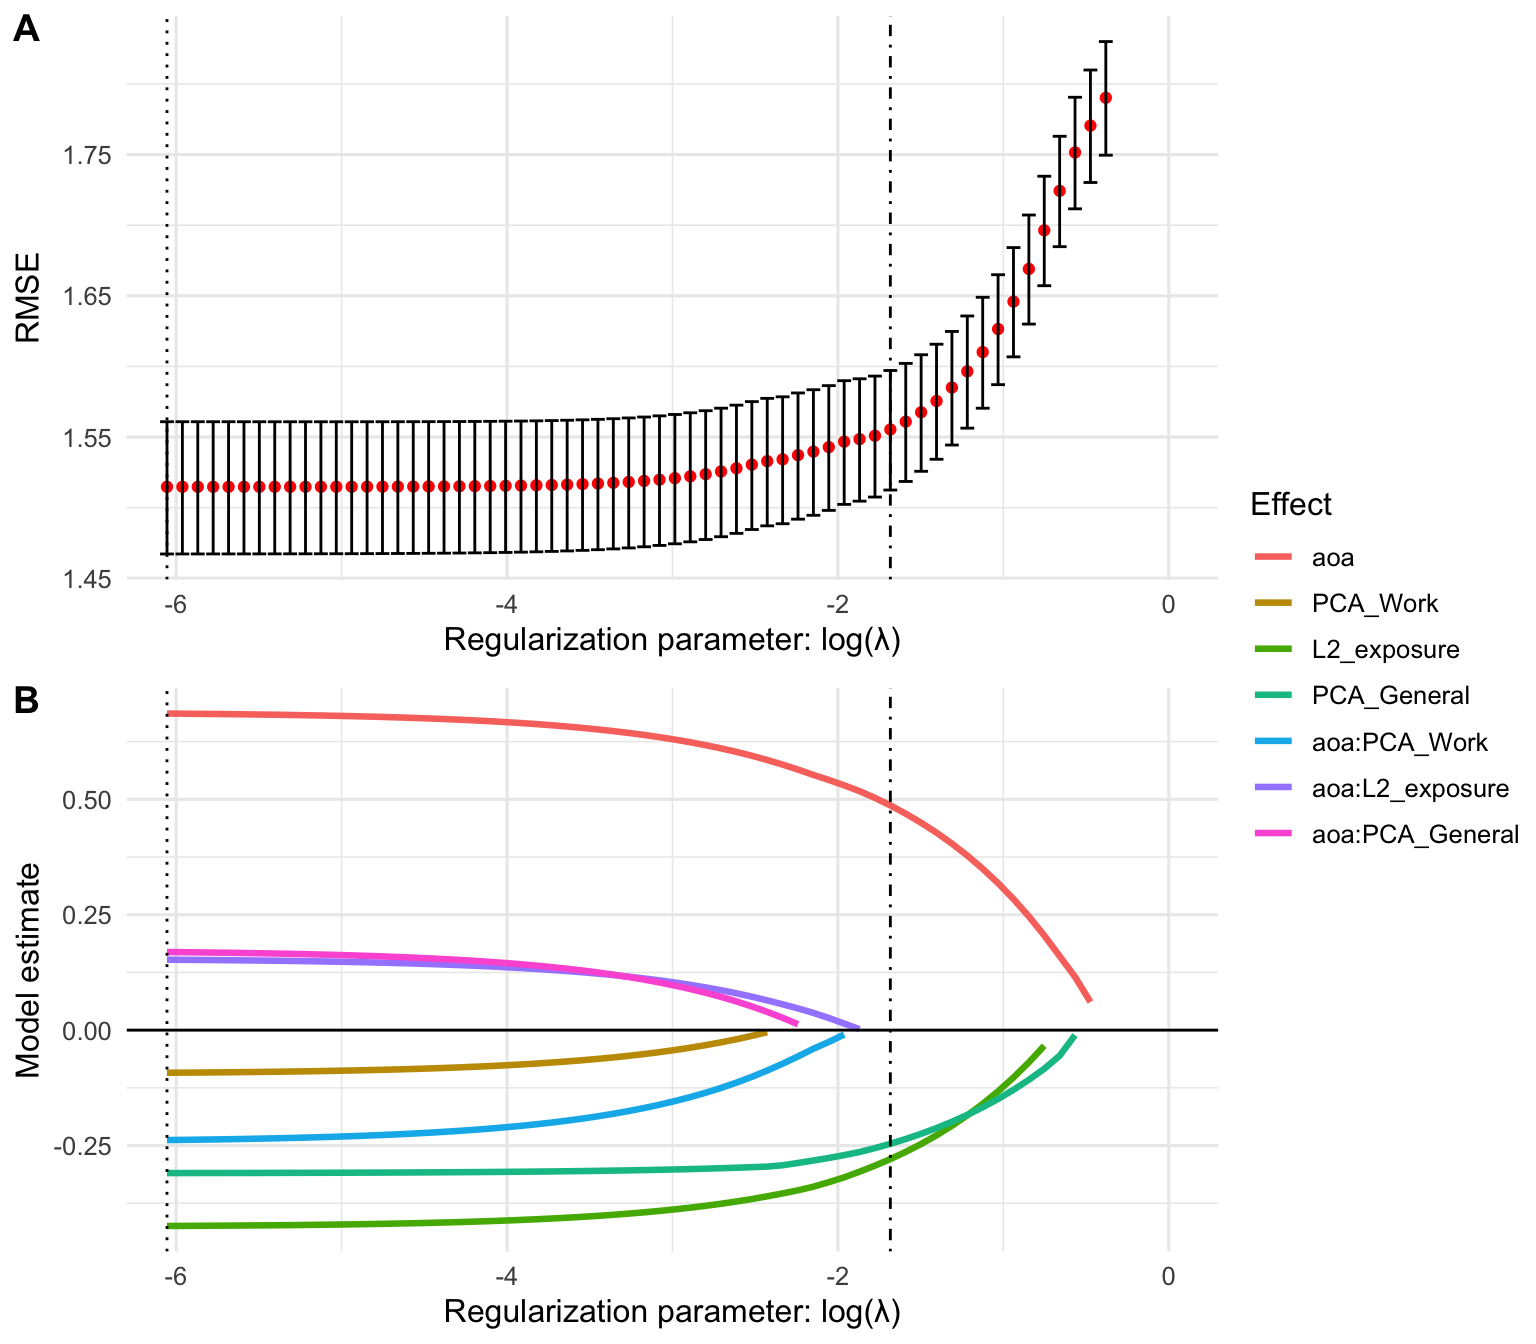 A
RMSE
1.75
1.65
1.55
1.45
-6
-4
-2
0
Regularization parameter: log(λ)
B
Model estimate
0.50
0.25
0.00
-0.25
-6
-4
-2
0
Regularization parameter: log(λ)
Effect
aoa
PCA_Work
L2_exposure
PCA_General
aoa:PCA_Work
aoa:L2_exposure
aoa:PCA_General